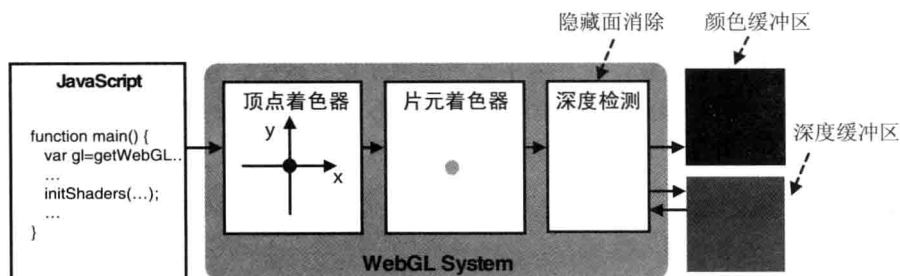 隐藏面消除
颜色缓冲区
JavaScript
function main() {
var gl=getWebGL..
...
initShaders(...);
...
}
顶点着色器
y
x
片元着色器
深度检测
深度缓冲区
WebGL System